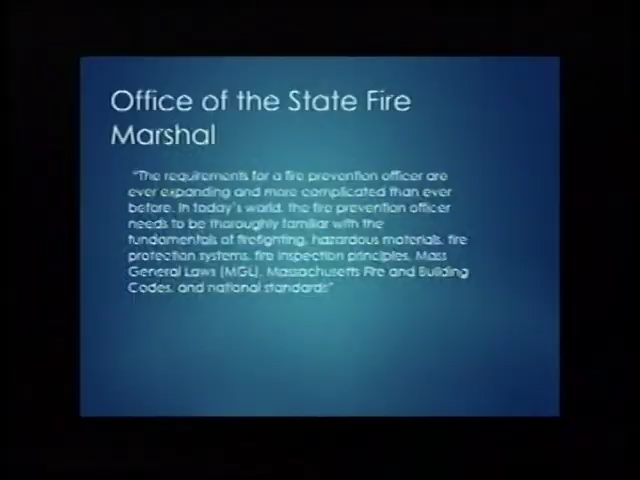 Office of the State Fire
Marshal
"The requirements for a fire prevention officer are
ever expanding and more complicated than ever
before. In today's world, the fire prevention officer
needs to be thoroughly familiar with the
fundamentals of firefighting, hazardous materials, fire
protection systems, fire inspection principles, Mass
General Laws (MGL), Massachusetts Fire and Building
Codes, and national standards"